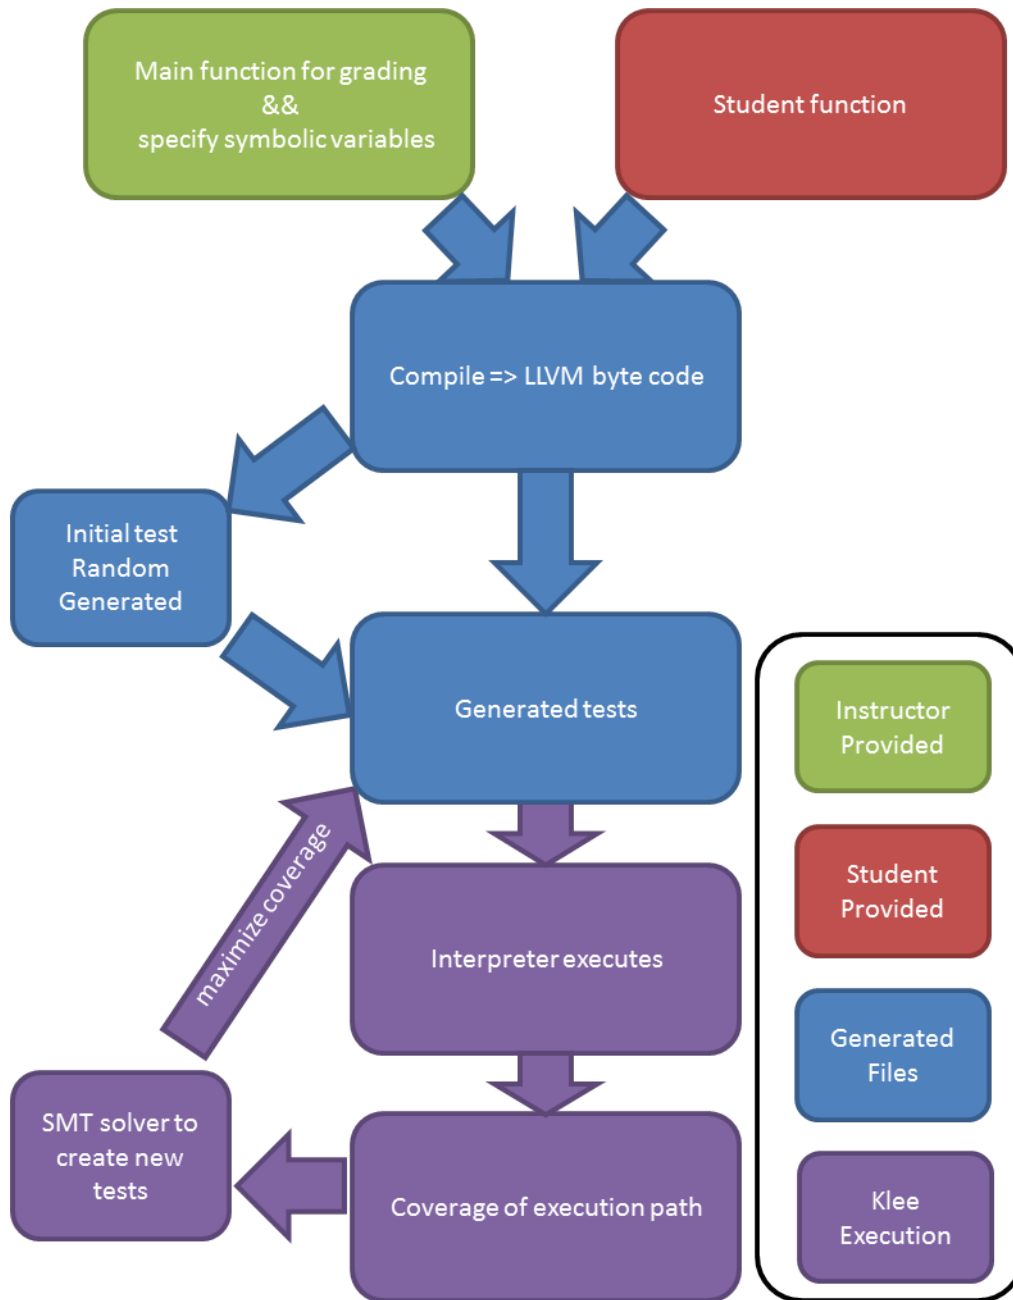 Main function for grading
&&
specify symbolic variables
Student function
Compile => LLVM byte code
Initial test
Random
Generated
Generated tests
Instructor
Provided
Student
Provided
maximize coverage
Interpreter executes
Generated
Files
SMT solver to
create new
tests
Coverage of execution path
Klee
Execution